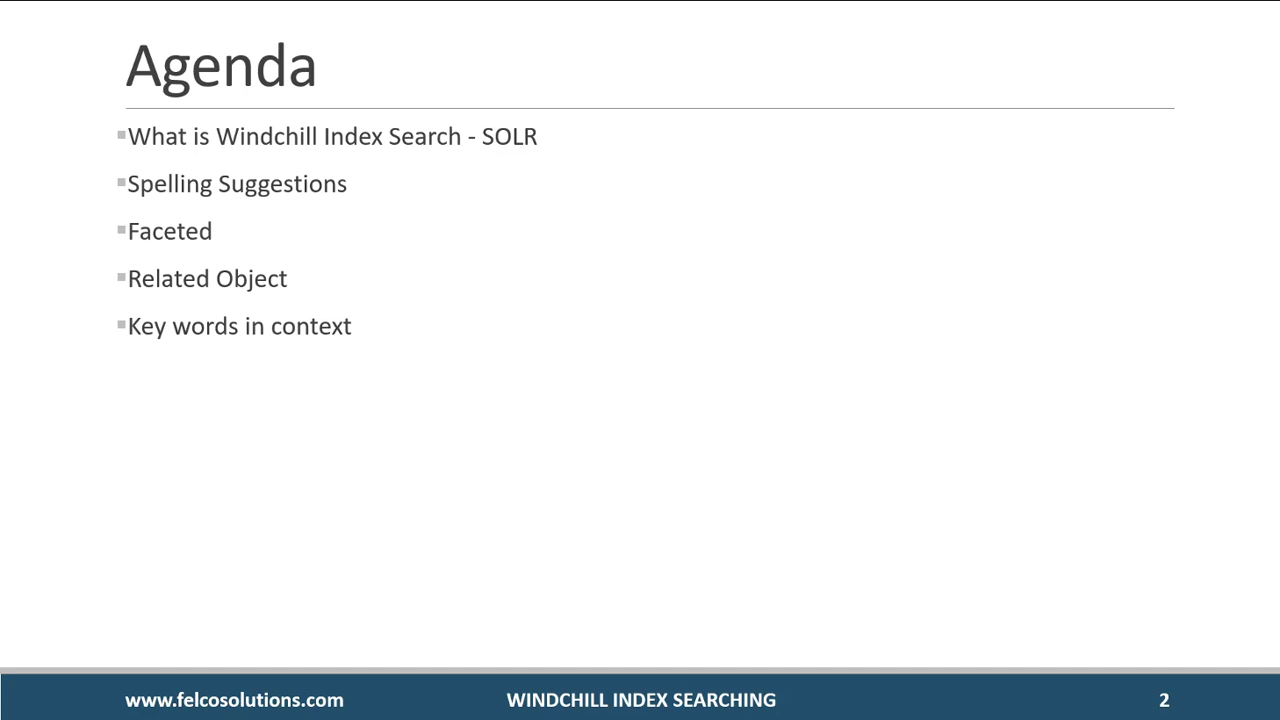 Agenda
What is Windchill Index Search - SOLR
Spelling Suggestions
Faceted
Related Object
Key words in context
www.felcosolutions.com WINDCHILL INDEX SEARCHING 2